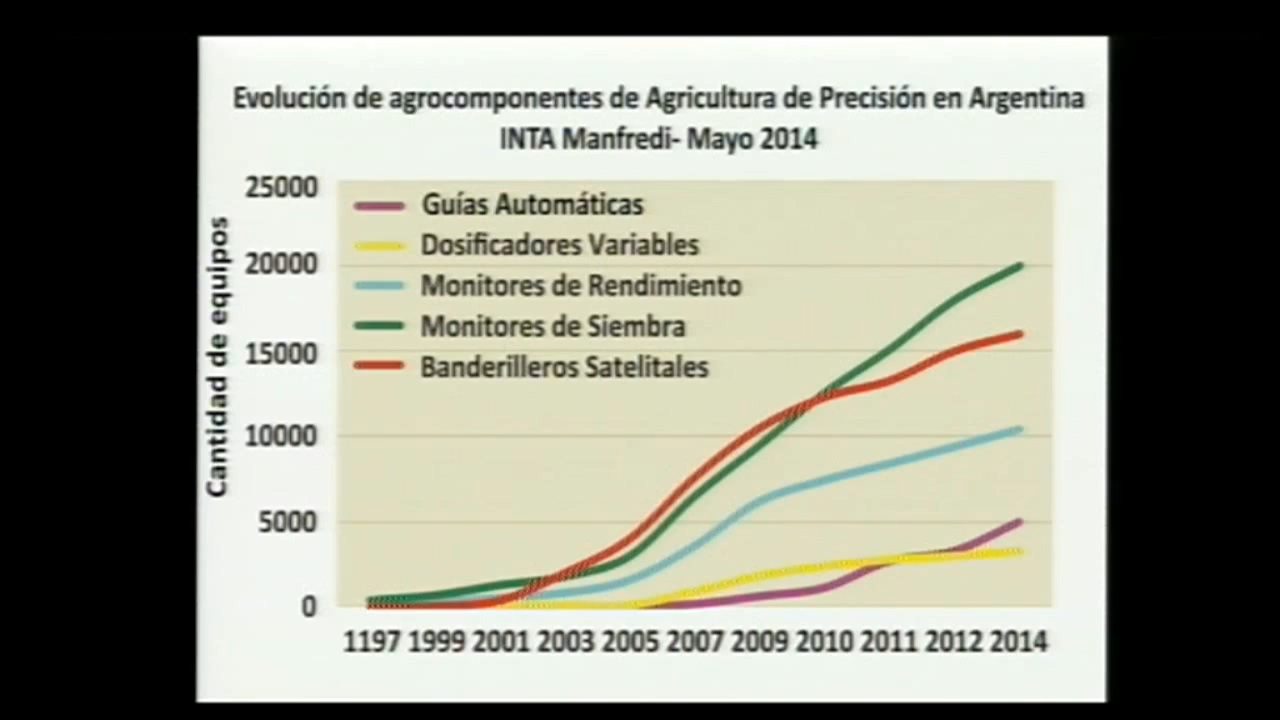 Evolución de agrocomponentes de Agricultura de Precisión en Argentina
INTA Manfredi- Mayo 2014
Cantidad de equipos
25000
20000
15000
10000
5000
0
Guías Automáticas
Dosificadores Variables
Monitores de Rendimiento
Monitores de Siembra
Banderilleros Satelitales
1197 1999 2001 2003 2005 2007 2009 2010 2011 2012 2014